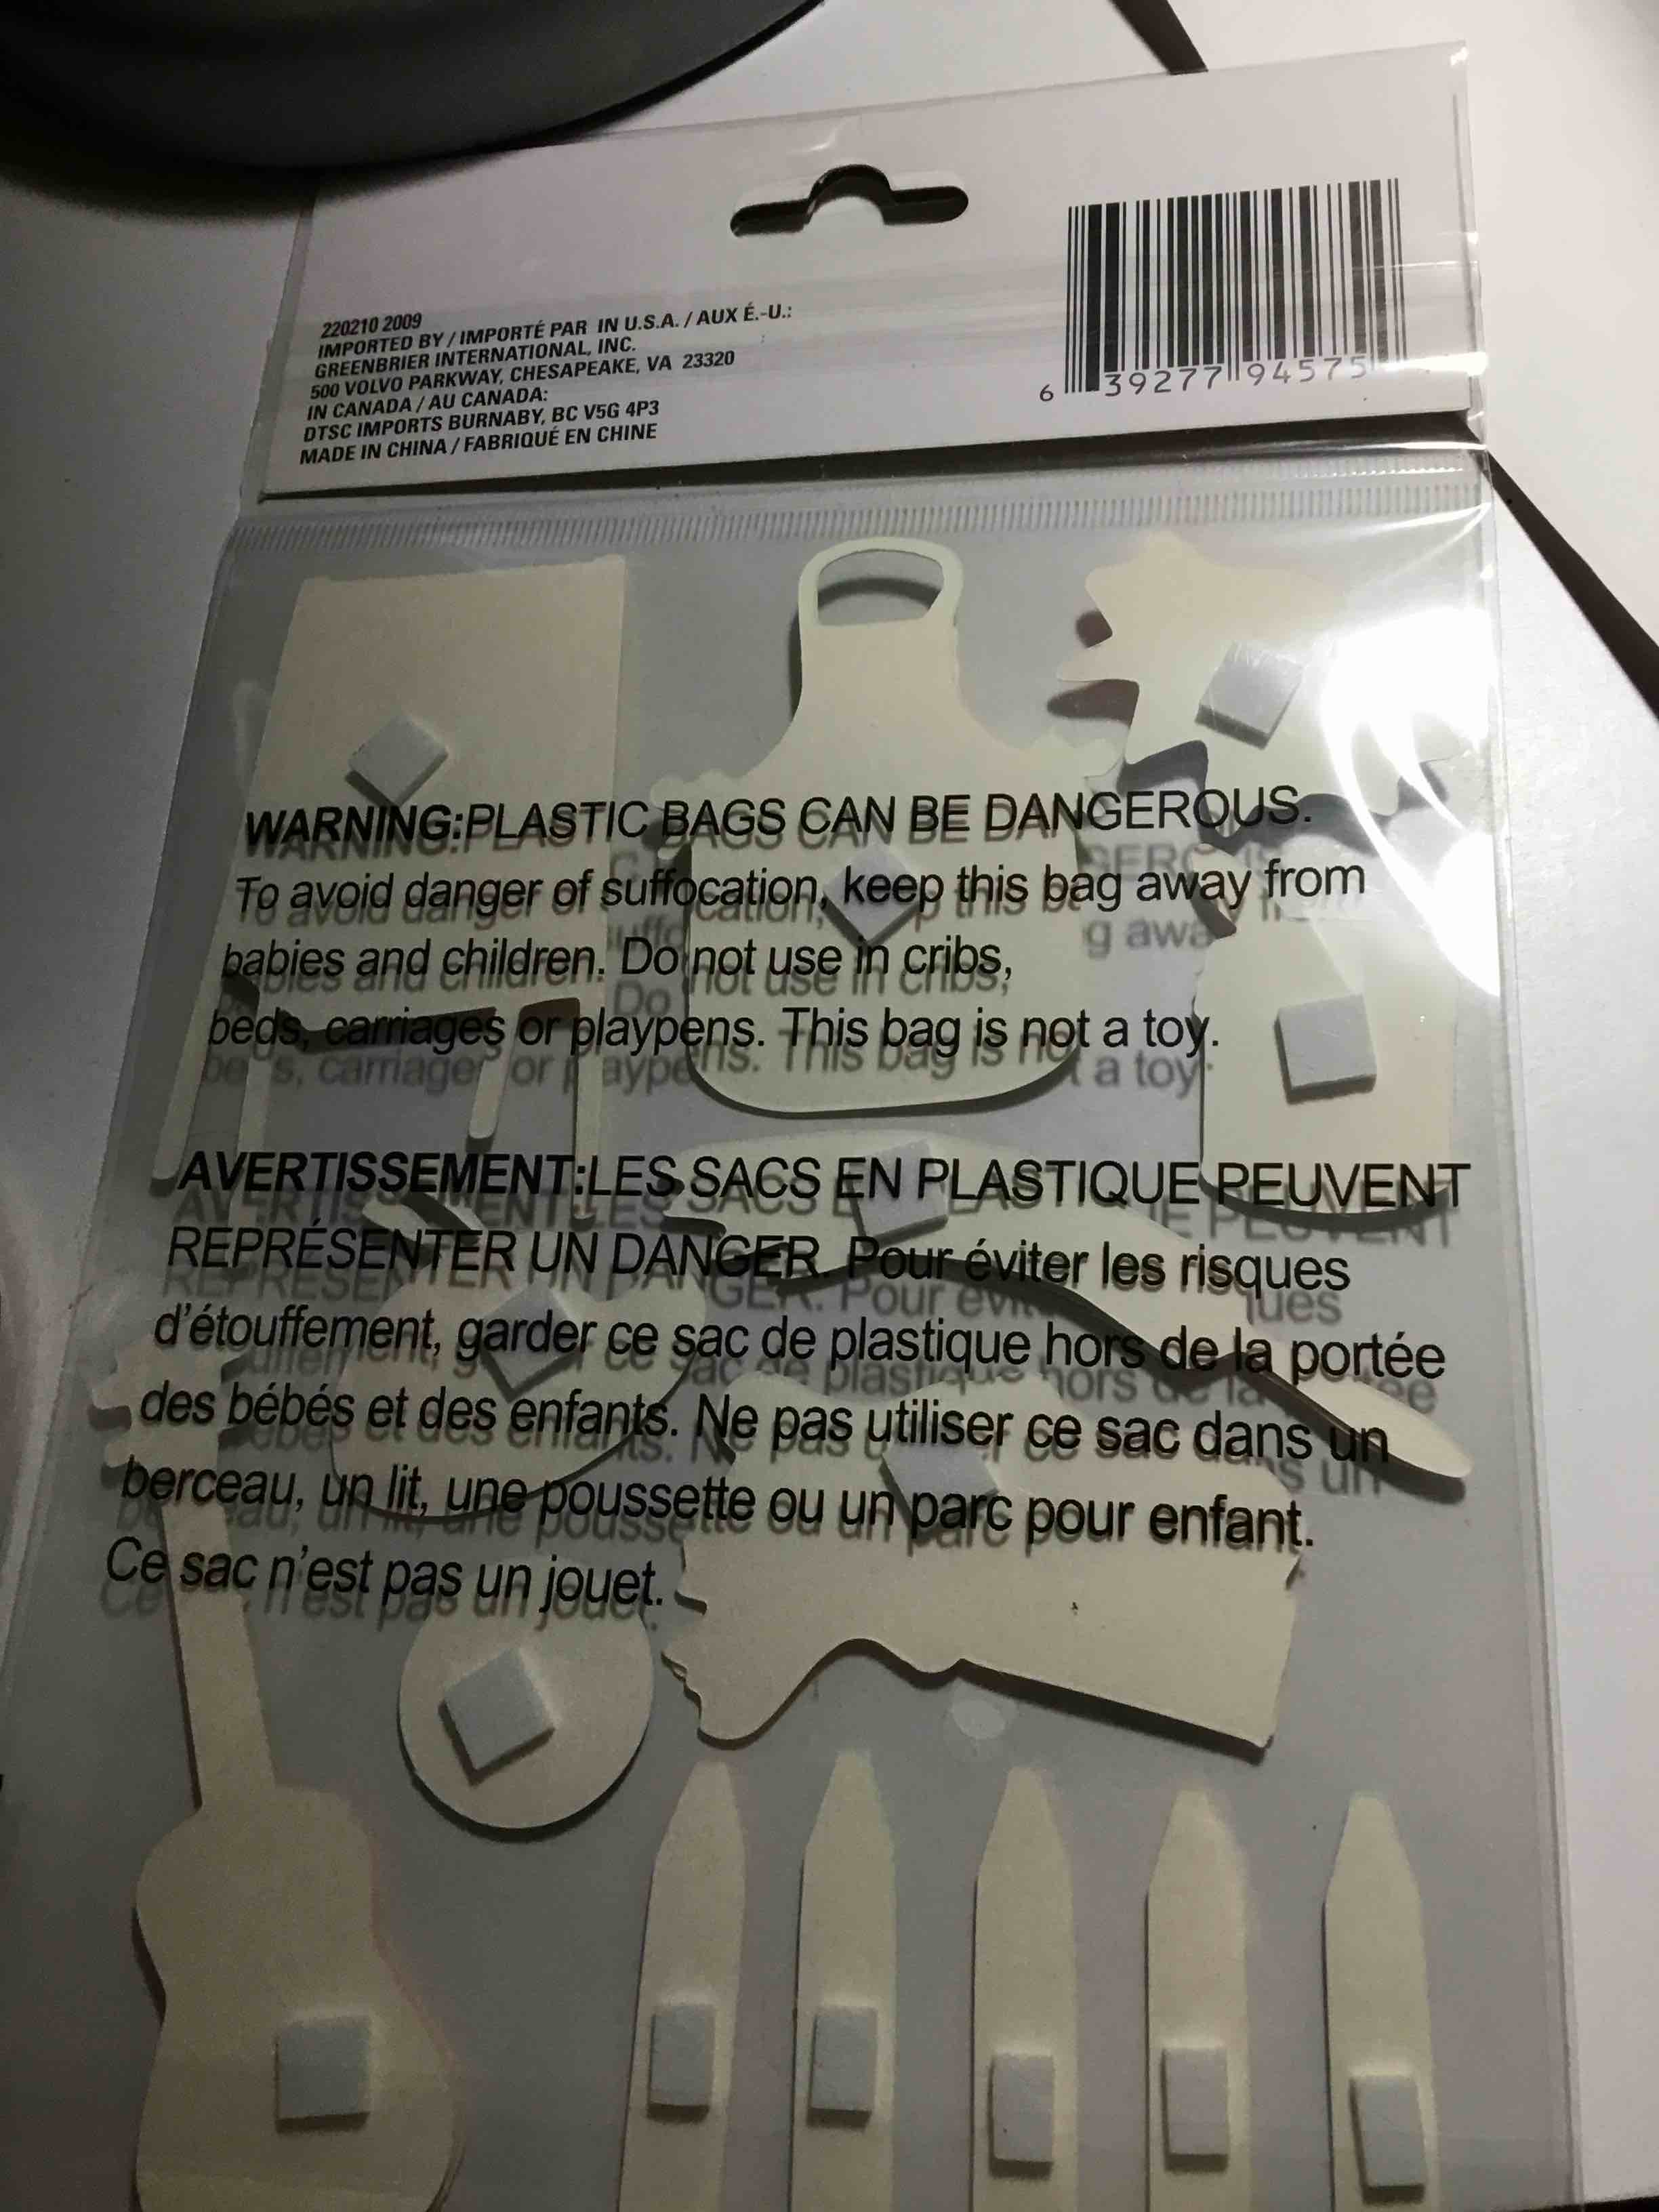 220210 2009
IMPORTED BY / IMPORTÉ PAR IN U.S.A. / AUX É.-U.:
GREENBRIER INTERNATIONAL, INC.
500 VOLVO PARKWAY, CHESAPEAKE, VA 23320
IN CANADA / AU CANADA:
DTSC IMPORTS BURNABY, BC V5G 4P3
MADE IN CHINA / FABRIQUÉ EN CHINE
6 39277 94575
WARNING:PLASTIC BAGS CAN BE DANGEROUS.
To avoid danger of suffocation, keep this bag away from
babies and children. Do not use in cribs,
beds, carriages or playpens. This bag is not a toy.
AVERTISSEMENT:LES SACS EN PLASTIQUE PEUVENT
REPRÉSENTER UN DANGER. Pour éviter les risques
d'étouffement, garder ce sac de plastique hors de la portée
des bébés et des enfants. Ne pas utiliser ce sac dans un
berceau, un lit, une poussette ou un parc pour enfant.
Ce sac n'est pas un jouet.